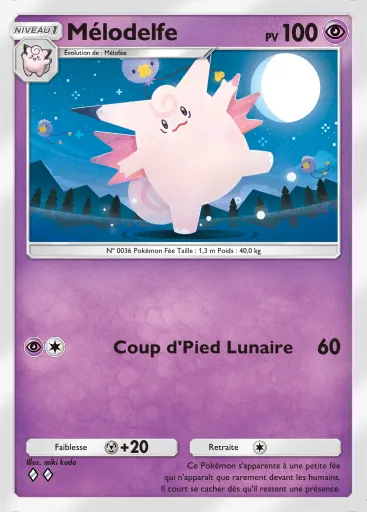 NIVEAU 1
Mélodelfe
PV 100
Évolution de : Mélofée
N° 0036 Pokémon Fée Taille : 1,3 m Poids : 40,0 kg
Coup d'Pied Lunaire 60
Faiblesse +20 Retraite
Illus. miki kudo
Ce Pokémon s'apparente à une petite fée
qui n'apparaît que rarement devant les humains.
Il court se cacher dès qu'il ressent une présence.